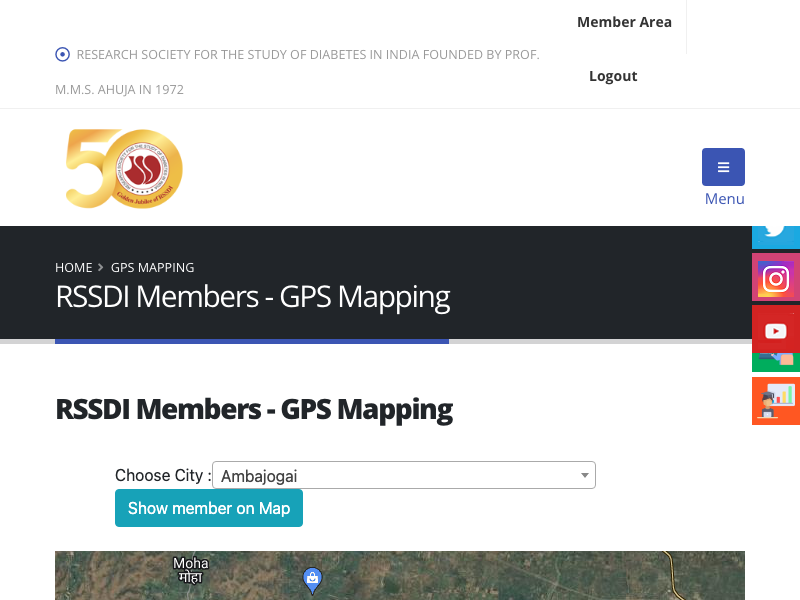 Member Area
RESEARCH SOCIETY FOR THE STUDY OF DIABETES IN INDIA FOUNDED BY PROF.
M.M.S. AHUJA IN 1972
Logout
50
Golden Jubilee of RSSDI
Menu
HOME GPS MAPPING
RSSDI Members - GPS Mapping
RSSDI Members - GPS Mapping
Choose City : Ambajogai
Show member on Map
Moha
मोहा